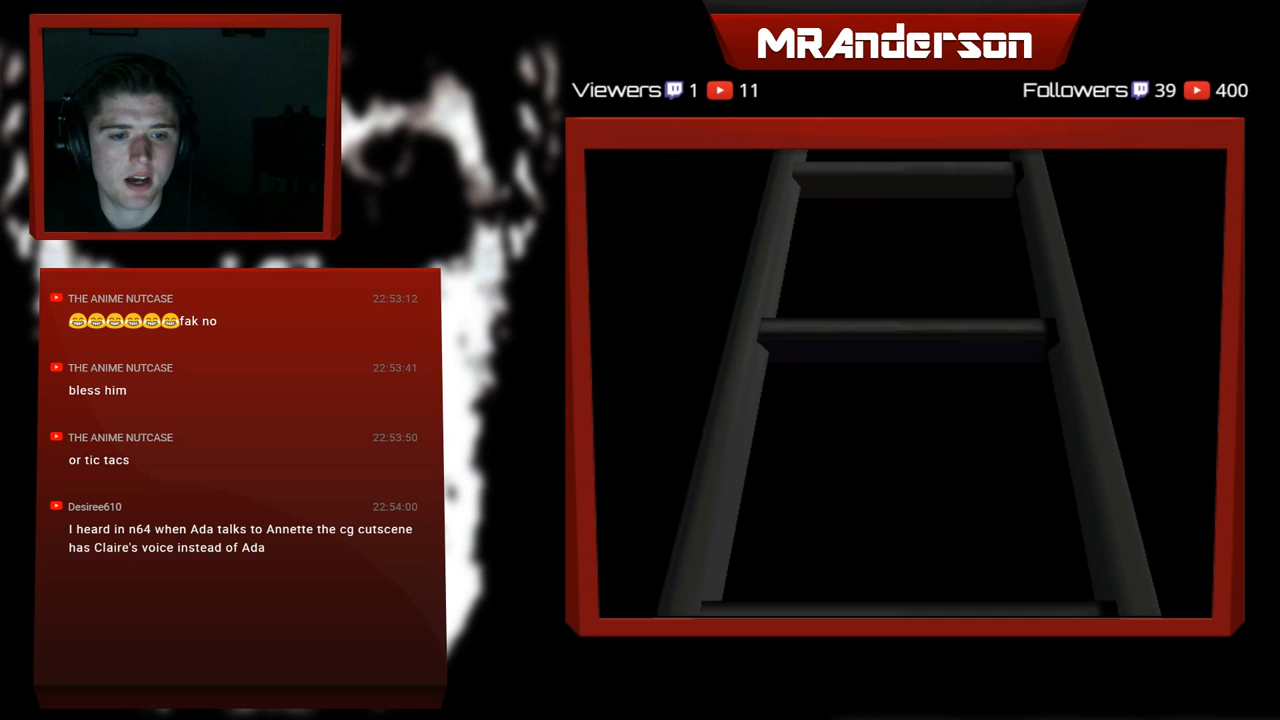 MRAnderson
Viewers 1 11
Followers 39 400
THE ANIME NUTCASE 22:53:12
😂😂😂😂😂😂fak no
THE ANIME NUTCASE 22:53:41
bless him
THE ANIME NUTCASE 22:53:50
or tic tacs
Desiree610 22:54:00
I heard in n64 when Ada talks to Annette the cg cutscene
has Claire's voice instead of Ada